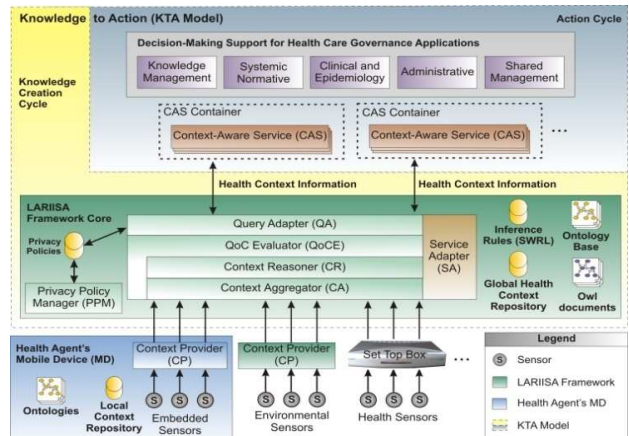 Knowledge to Action (KTA Model)
Action Cycle
Knowledge
Creation
Cycle
Decision-Making Support for Health Care Governance Applications
Knowledge
Management
Systemic
Normative
Clinical and
Epidemiology
Administrative
Shared
Management
CAS Container
Context-Aware Service (CAS)
CAS Container
Context-Aware Service (CAS)
...
Health Context Information
Health Context Information
LARIISA
Framework Core
Privacy
Policies
Privacy Policy
Manager (PPM)
Query Adapter (QA)
QoC Evaluator (QoCE)
Context Reasoner (CR)
Context Aggregator (CA)
Service
Adapter
(SA)
Inference
Rules (SWRL)
Ontology
Base
Global Health
Context
Repository
Owl
documents
Health Agent's
Mobile Device (MD)
Ontologies
Local
Context
Repository
Context Provider
(CP)
S S S
Embedded
Sensors
Context Provider
(CP)
S S S
Environmental
Sensors
Set Top Box
...
S S S
Health Sensors
Legend
S Sensor
LARIISA Framework
Health Agent's MD
KTA Model